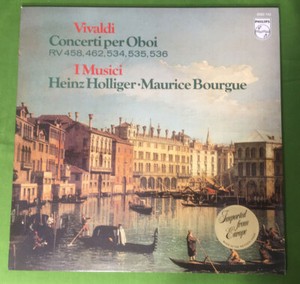 PHILIPS
Vivaldi
Concerti per Oboi
RV 458, 462, 534, 535, 536
I Musici
Heinz Holliger · Maurice Bourgue
Imported
from
Europe